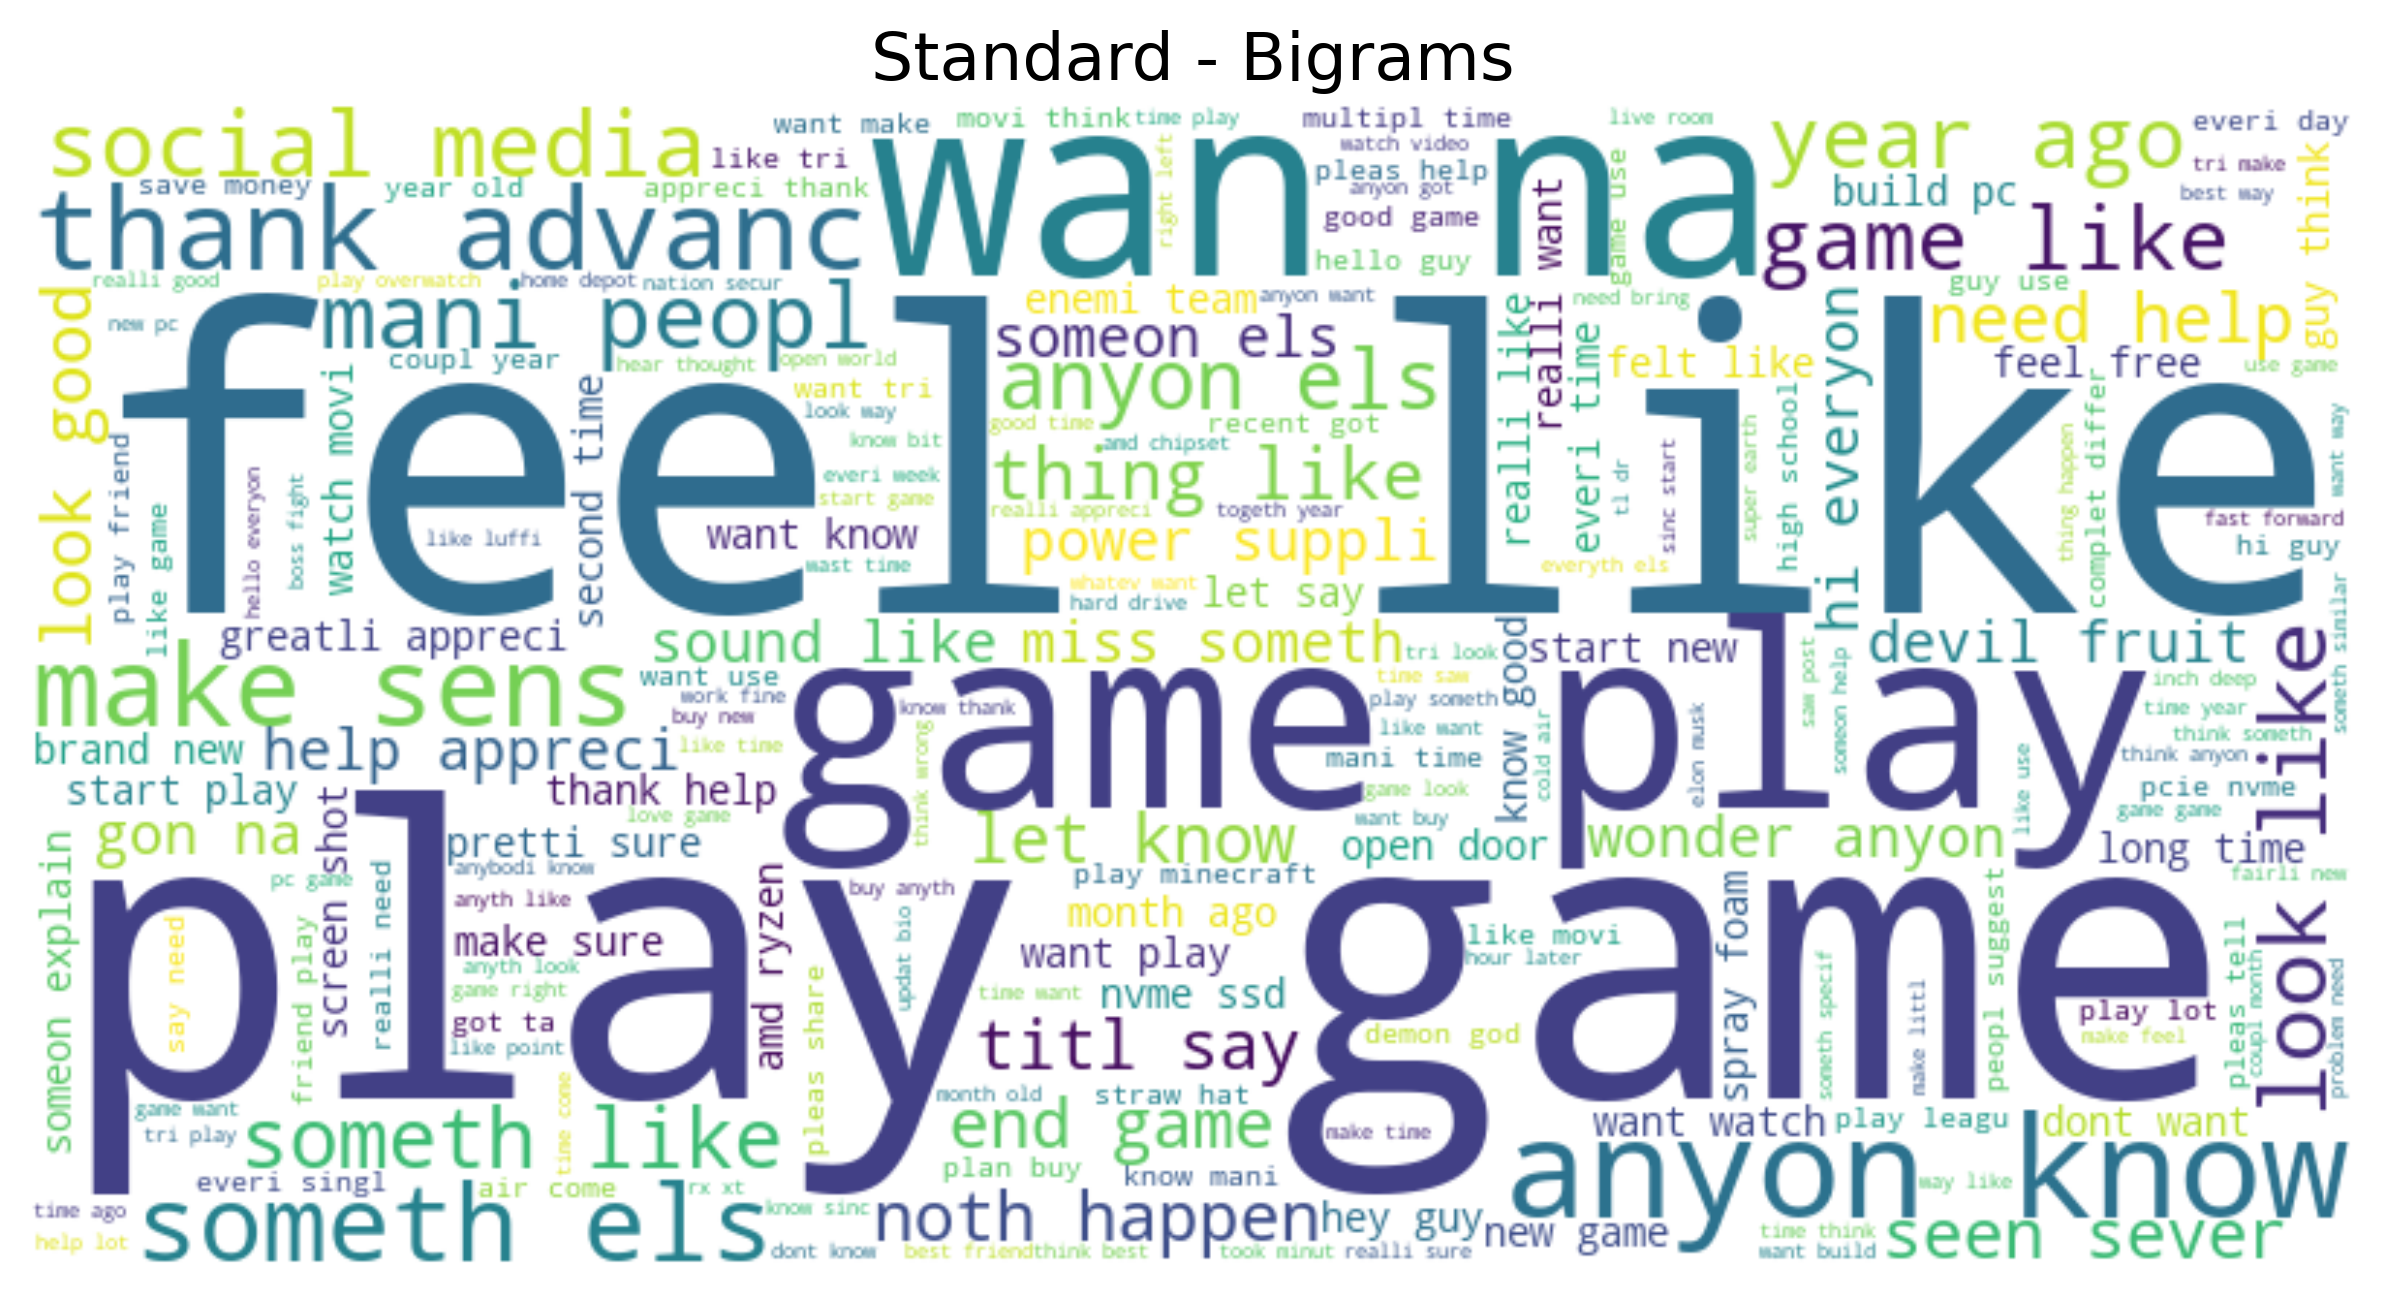 Standard - Bigrams
social media
want make
movi think
time play
multipl time
live room
year ago
everi day
like tri
wan na
watch video
tri make
save money
year old
appreci thank
right left
pleas help
anyon got
game use
build pc
best way
guy think
thank advanc
good game
realli want
game like
hello guy
realli good
play overwatch
home depot
nation secur
guy use
look good
mani peopl
enemi team
anyon want
need bring
need help
new pc
feel like
someon els
realli like
everi time
hi everyon
coupl year
hear thought
open world
felt like
feel free
use game
watch movi
second time
want tri
anyon els
high school
complet differ
look way
good time
recent got
super earth
want way
play friend
know bit
amd chipset
tl dr
sinc start
thing happen
hello everyon
boss fight
everi week
thing like
like game
start game
realli appreci
togeth year
fast forward
like luffi
want know
power suppli
hi guy
wast time
everyth els
whatev want
hard drive
let say
someth similar
greatli appreci
sound like
miss someth
tri look
know good
start new
saw post
someon help
devil fruit
look like
make sens
want use
work fine
time saw
inch deep
play someth
buy new
game play
know thank
time year
brand new
help appreci
like time
think wrong
like want
cold air
elon musk
think someth
mani time
think anyon
start play
screen shot
thank help
game look
like use
pcie nvme
love game
want buy
game game
gon na
pretti sure
let know
open door
wonder anyon
long time
someon explain
pc game
realli need
anybodi know
amd ryzen
buy anyth
play minecraft
spray foam
peopl suggest
fairli new
play game
anyth like
month ago
say need
friend play
make sure
updat bio
want play
like movi
hour later
pleas tell
coupl month
problem need
anyth look
pleas share
someth specif
make littl
game right
time want
nvme ssd
got ta
play lot
like point
titl say
demon god
make feel
time come
month old
straw hat
game want
someth like
end game
make time
want watch
play leagu
dont want
tri play
anyon know
plan buy
know mani
everi singl
air come
rx xt
way like
time ago
someth els
know sinc
noth happen
hey guy
new game
time think
seen sever
help lot
dont know
best friend
think best
took minut
realli sure
want build